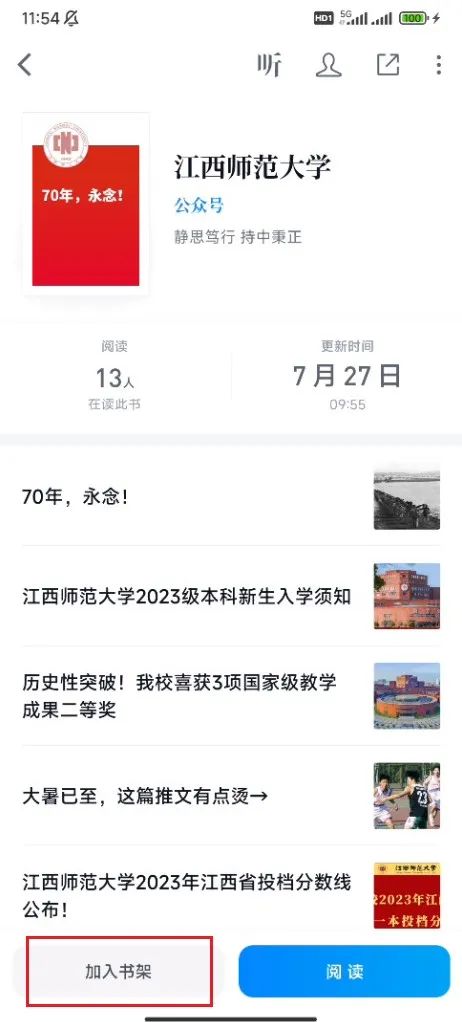 11:54
HD1 5G 100
听
70年，永念！
江西师范大学
公众号
静思笃行 持中秉正
阅读
13人
在读此书
更新时间
7月27日
09:55
70年，永念！
江西师范大学2023级本科新生入学须知
历史性突破！我校喜获3项国家级教学
成果二等奖
大暑已至，这篇推文有点烫→
23
江西师范大学2023年江西省投档分数线
公布！
江西师范大学
2023年江
一本投档分
加入书架
阅读